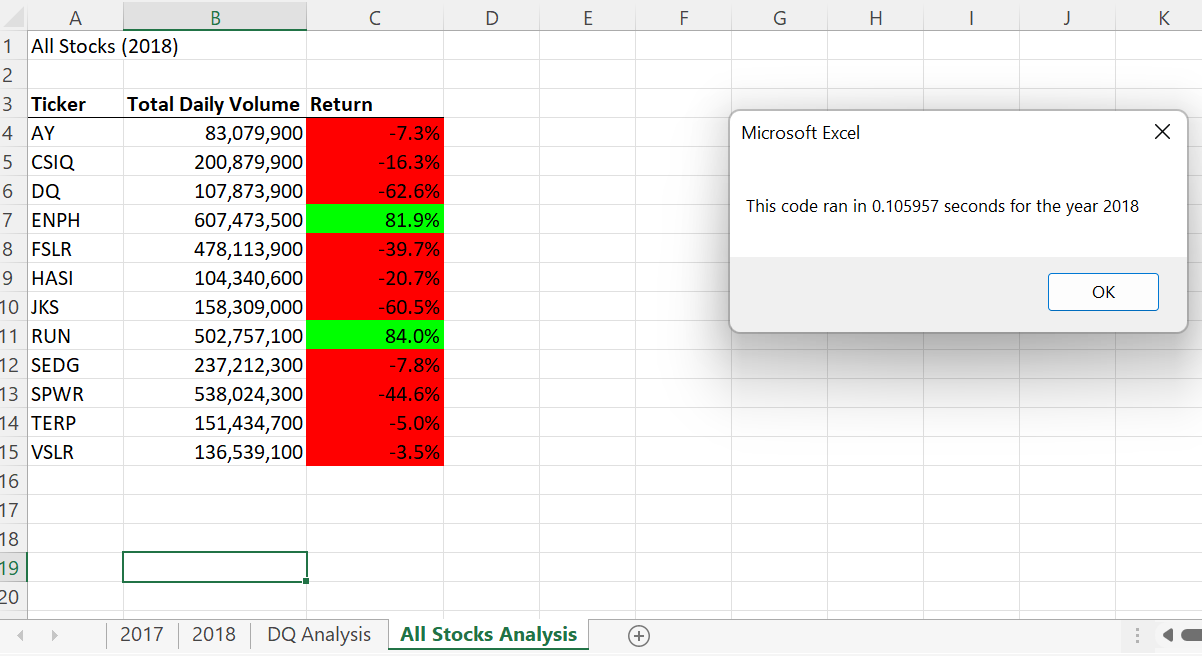 A B C D E F G H I J K
1 All Stocks (2018)
2
3 Ticker Total Daily Volume Return
4 AY 83,079,900 -7.3%
5 CSIQ 200,879,900 -16.3%
6 DQ 107,873,900 -62.6%
7 ENPH 607,473,500 81.9%
8 FSLR 478,113,900 -39.7%
9 HASI 104,340,600 -20.7%
10 JKS 158,309,000 -60.5%
11 RUN 502,757,100 84.0%
12 SEDG 237,212,300 -7.8%
13 SPWR 538,024,300 -44.6%
14 TERP 151,434,700 -5.0%
15 VSLR 136,539,100 -3.5%
16
17
18
19
20
Microsoft Excel
This code ran in 0.105957 seconds for the year 2018
OK
2017 2018 DQ Analysis All Stocks Analysis